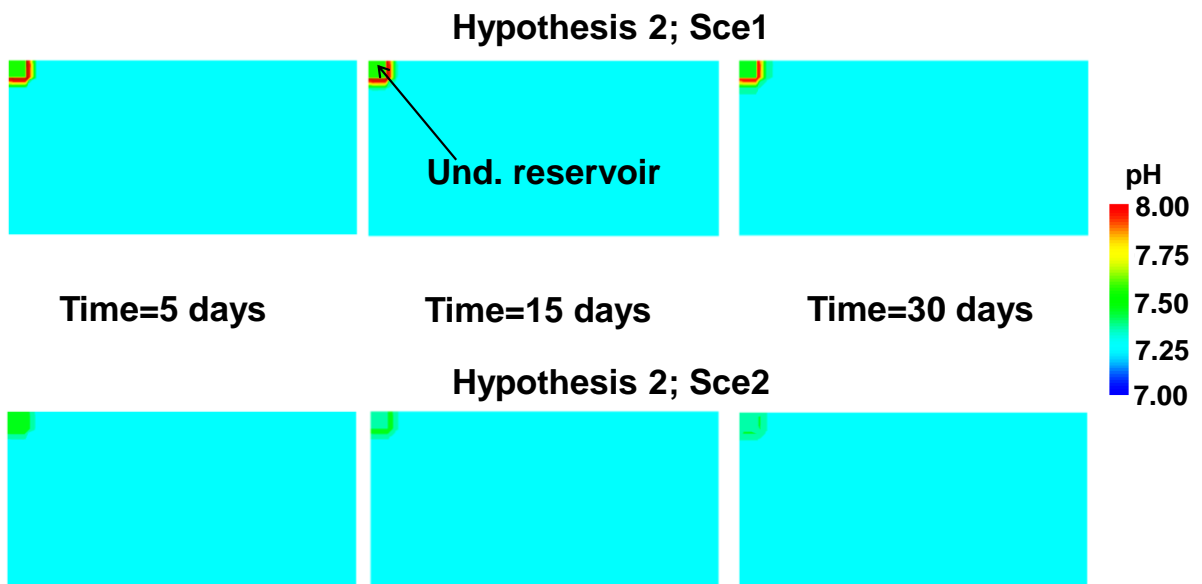 Hypothesis 2; Sce1
Und. reservoir
pH
8.00
7.75
7.50
7.25
7.00
Time=5 days
Time=15 days
Time=30 days
Hypothesis 2; Sce2